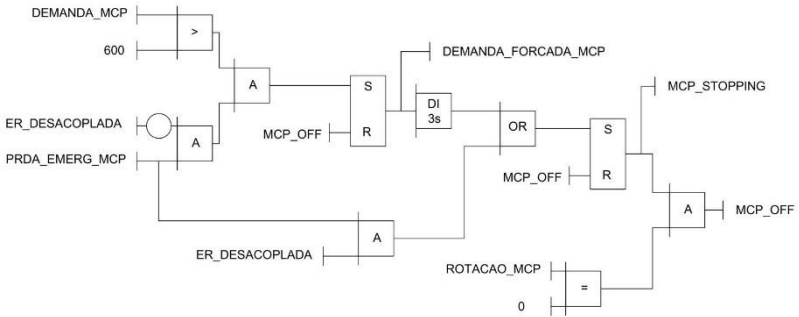 DEMANDA_MCP
>
600
DEMANDA_FORCADA_MCP
A
S
DI
3s
MCP_STOPPING
ER_DESACOPLADA
A
MCP_OFF
R
OR
S
PRDA_EMERG_MCP
MCP_OFF
R
A
MCP_OFF
A
ER_DESACOPLADA
ROTACAO_MCP
=
0